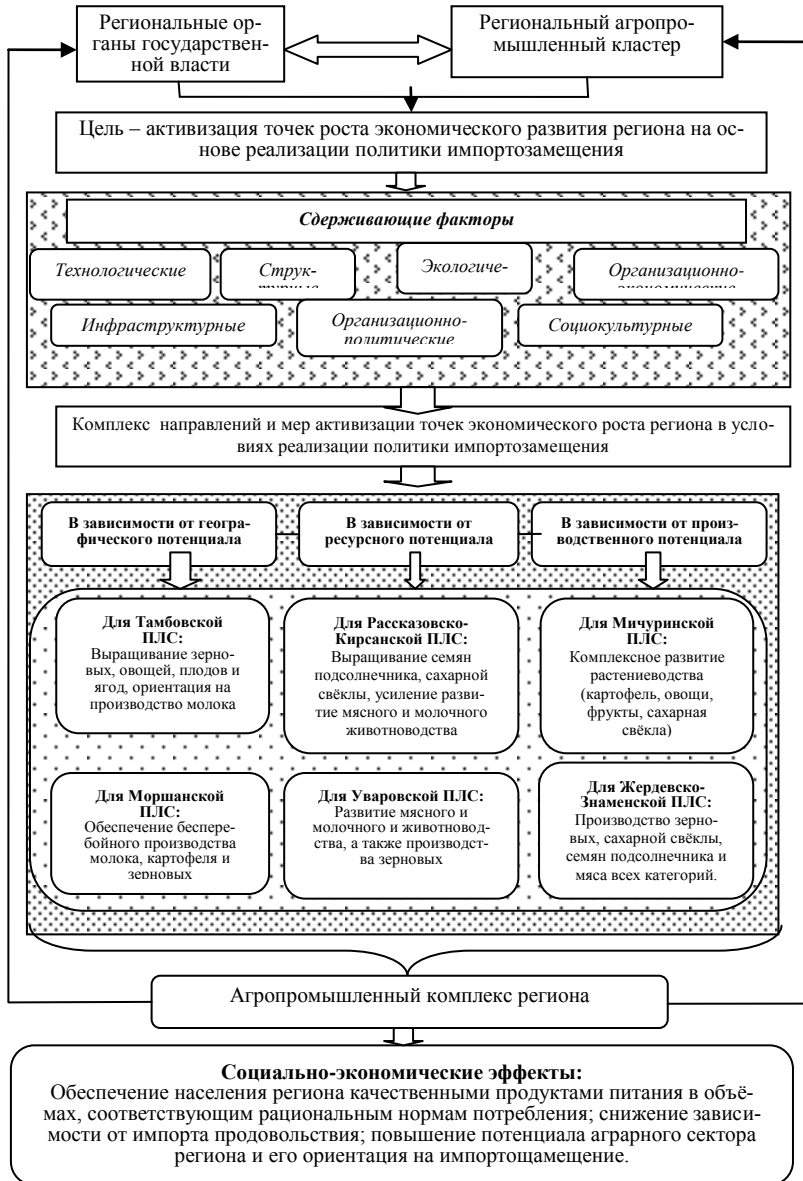 Региональные ор-
ганы государствен-
ной власти
Региональный агропро-
мышленный кластер
Цель – активизация точек роста экономического развития региона на ос-
нове реализации политики импортозамещения
Сдерживающие факторы
Технологические
Струк-
турные
Экологиче-
Организационно-
экономические
Инфраструктурные
Организационно-
политические
Социокультурные
Комплекс направлений и мер активизации точек экономического роста региона в усло-
виях реализации политики импортозамещения
В зависимости от геогра-
фического потенциала
В зависимости от
ресурсного потенциала
В зависимости от произ-
водственного потенциала
Для Тамбовской
ПЛС:
Выращивание зерно-
вых, овощей, плодов и
ягод, ориентация на
производство молока
Для Рассказовско-
Кирсанской ПЛС:
Выращивание семян
подсолнечника, сахарной
свёклы, усиление разви-
тие мясного и молочного
животноводства
Для Мичуринской
ПЛС:
Комплексное развитие
растениеводства
(картофель, овощи,
фрукты, сахарная
свёкла)
Для Моршанской
ПЛС:
Обеспечение беспере-
бойного производства
молока, картофеля и
зерновых
Для Уваровской ПЛС:
Развитие мясного и
молочного и животновод-
ства, а также производст-
ва зерновых
Для Жердевско-
Знаменской ПЛС:
Производство зерно-
вых, сахарной свёклы,
семян подсолнечника и
мяса всех категорий.
Агропромышленный комплекс региона
Социально-экономические эффекты:
Обеспечение населения региона качественными продуктами питания в объё-
мах, соответствующим рациональным нормам потребления; снижение зависи-
мости от импорта продовольствия; повышение потенциала аграрного сектора
региона и его ориентация на импортощамещение.